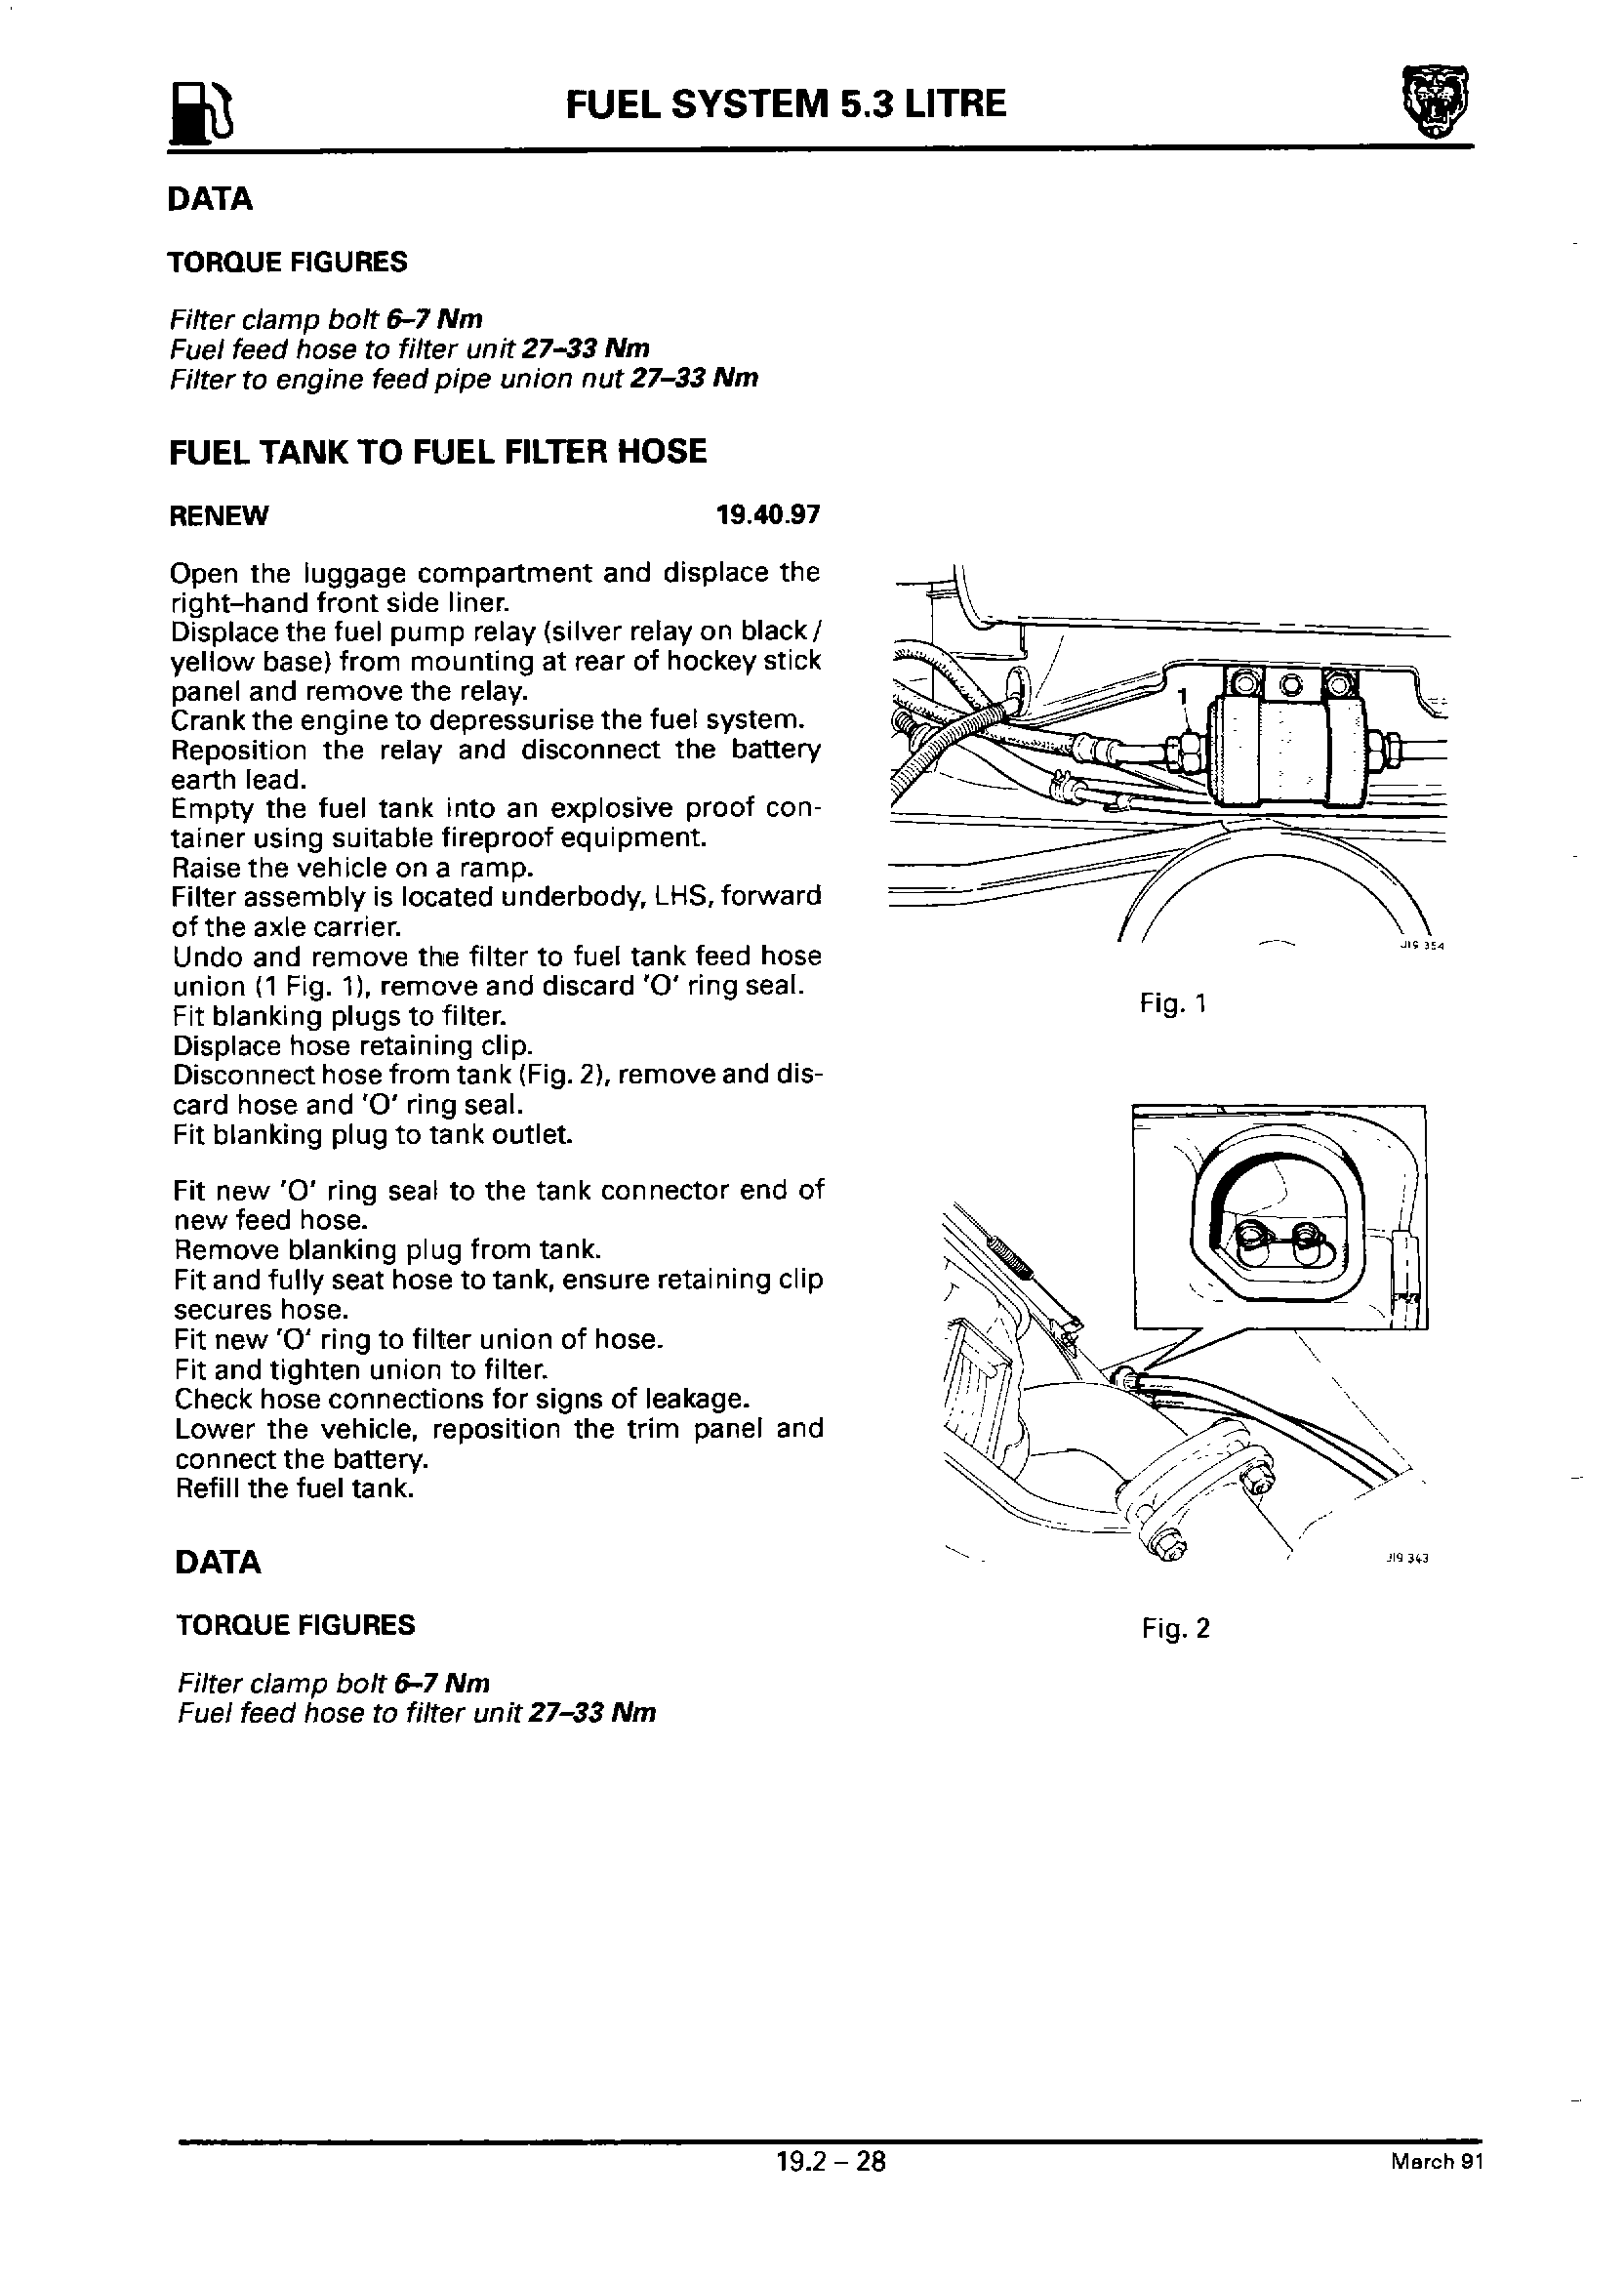 FUEL SYSTEM 5.3 LITRE
DATA
TORQUE FIGURES
Filter clamp bolt 6–7 Nm
Fuel feed hose to filter unit 27–33 Nm
Filter to engine feed pipe union nut 27–33 Nm
FUEL TANK TO FUEL FILTER HOSE
RENEW 19.40.97
Open the luggage compartment and displace the
right–hand front side liner.
Displace the fuel pump relay (silver relay on black/
yellow base) from mounting at rear of hockey stick
panel and remove the relay.
Crank the engine to depressurise the fuel system.
Reposition the relay and disconnect the battery
earth lead.
Empty the fuel tank into an explosive proof con-
tainer using suitable fireproof equipment.
Raise the vehicle on a ramp.
Filter assembly is located underbody, LHS, forward
of the axle carrier.
Undo and remove the filter to fuel tank feed hose
union (1 Fig. 1), remove and discard 'O' ring seal.
Fit blanking plugs to filter.
Displace hose retaining clip.
Disconnect hose from tank (Fig. 2), remove and dis-
card hose and 'O' ring seal.
Fit blanking plug to tank outlet.
Fit new 'O' ring seal to the tank connector end of
new feed hose.
Remove blanking plug from tank.
Fit and fully seat hose to tank, ensure retaining clip
secures hose.
Fit new 'O' ring to filter union of hose.
Fit and tighten union to filter.
Check hose connections for signs of leakage.
Lower the vehicle, reposition the trim panel and
connect the battery.
Refill the fuel tank.
DATA
TORQUE FIGURES
Filter clamp bolt 6–7 Nm
Fuel feed hose to filter unit 27–33 Nm
1
J19 354
Fig. 1
J19 343
Fig. 2
19.2 – 28
March 91